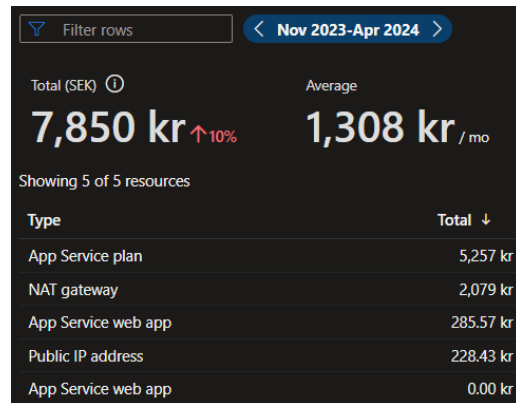 Filter rows
Nov 2023-Apr 2024
Total (SEK)
Average
7,850 kr ↑10%
1,308 kr / mo
Showing 5 of 5 resources
Type Total ↓
App Service plan 5,257 kr
NAT gateway 2,079 kr
App Service web app 285.57 kr
Public IP address 228.43 kr
App Service web app 0.00 kr